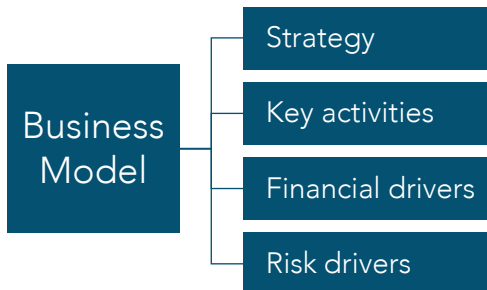 Business
Model
Strategy
Key activities
Financial drivers
Risk drivers